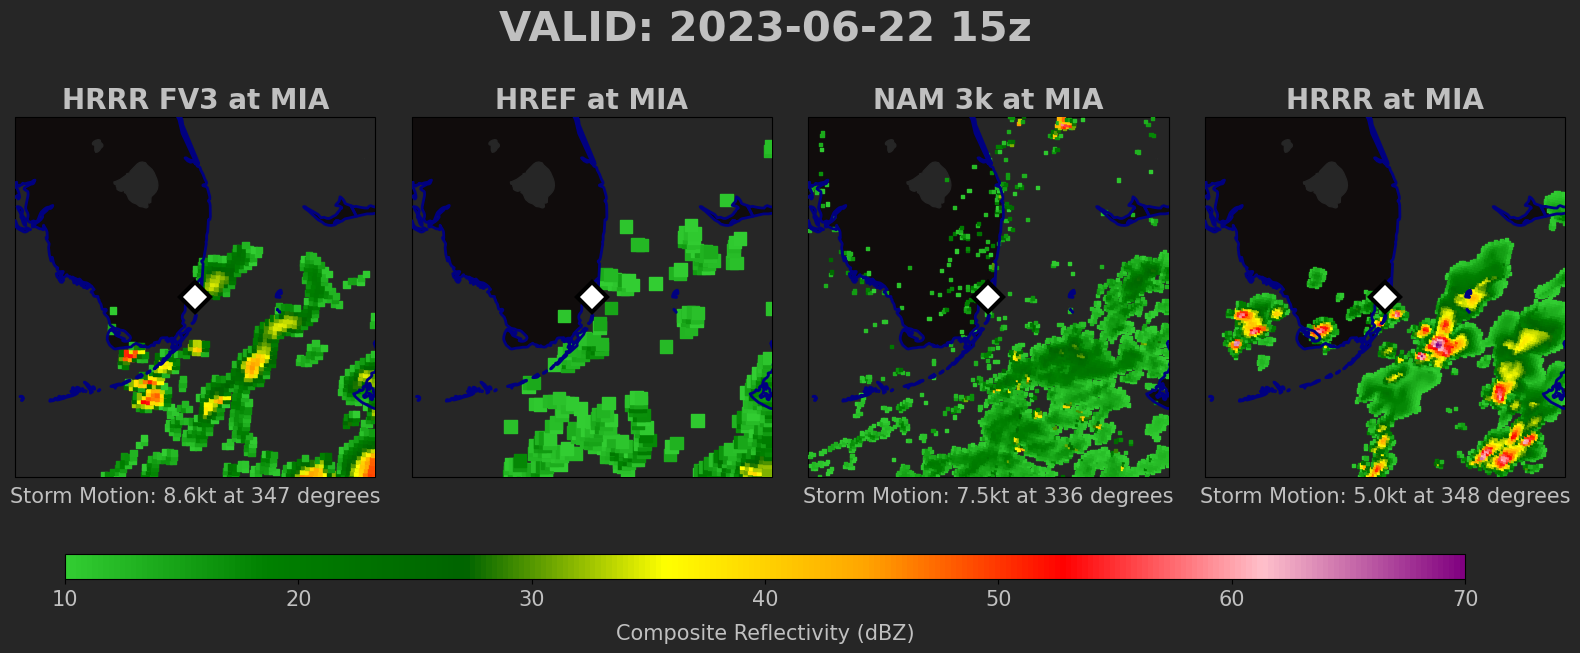 VALID: 2023-06-22 15z
HRRR FV3 at MIA
HREF at MIA
NAM 3k at MIA
HRRR at MIA
Storm Motion: 8.6kt at 347 degrees
Storm Motion: 7.5kt at 336 degrees
Storm Motion: 5.0kt at 348 degrees
10 20 30 40 50 60 70
Composite Reflectivity (dBZ)